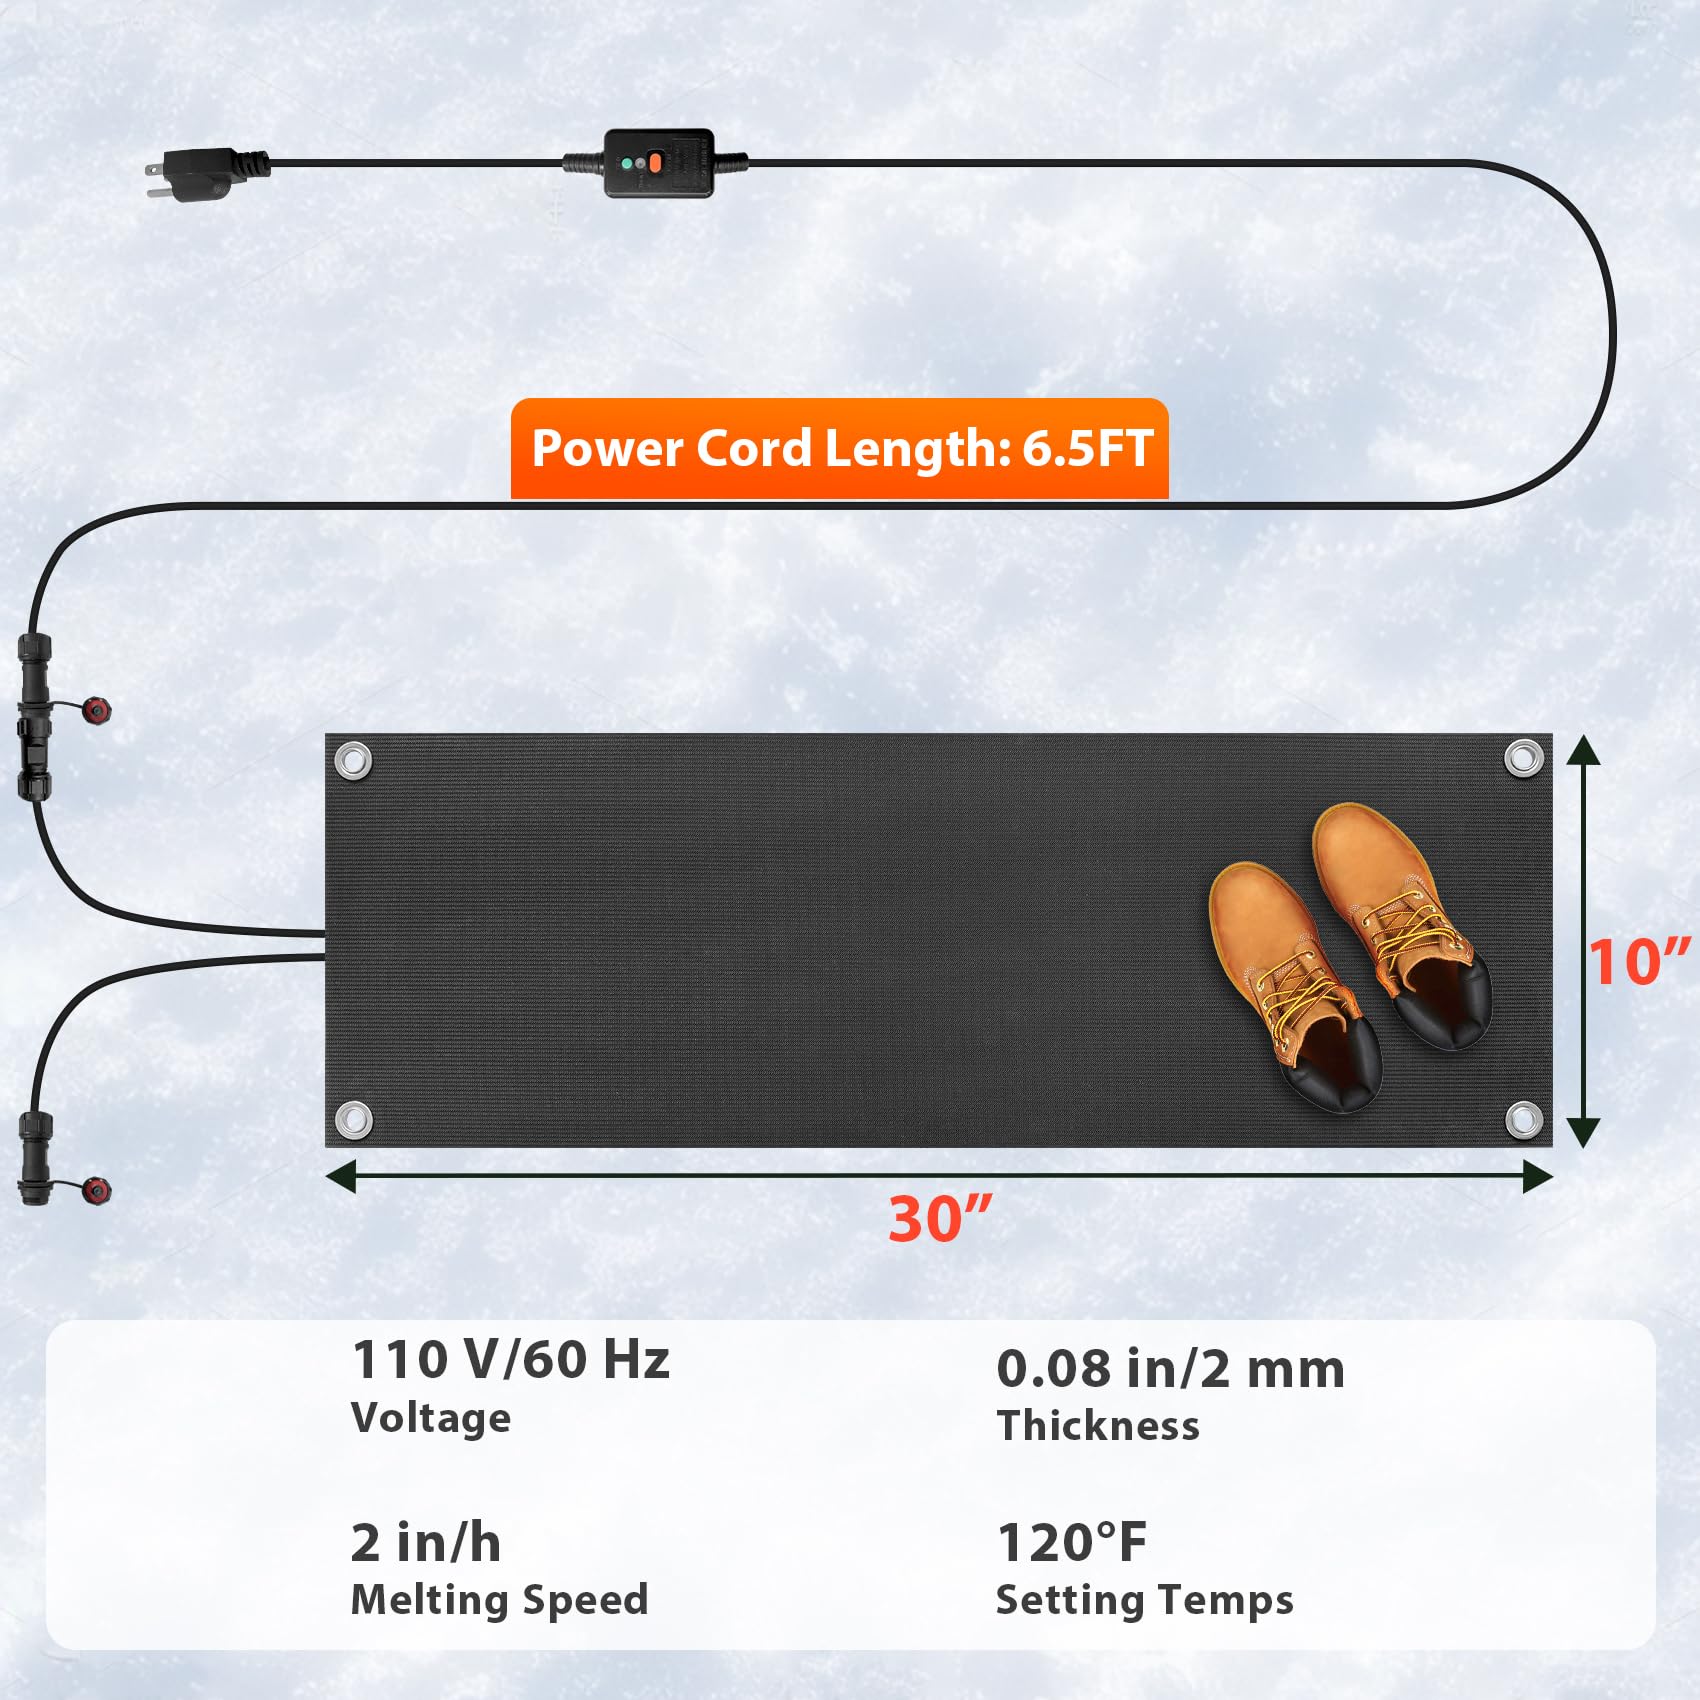 Power Cord Length: 6.5FT
10”
30”
110 V/60 Hz
Voltage
0.08 in/2 mm
Thickness
2 in/h
Melting Speed
120°F
Setting Temps